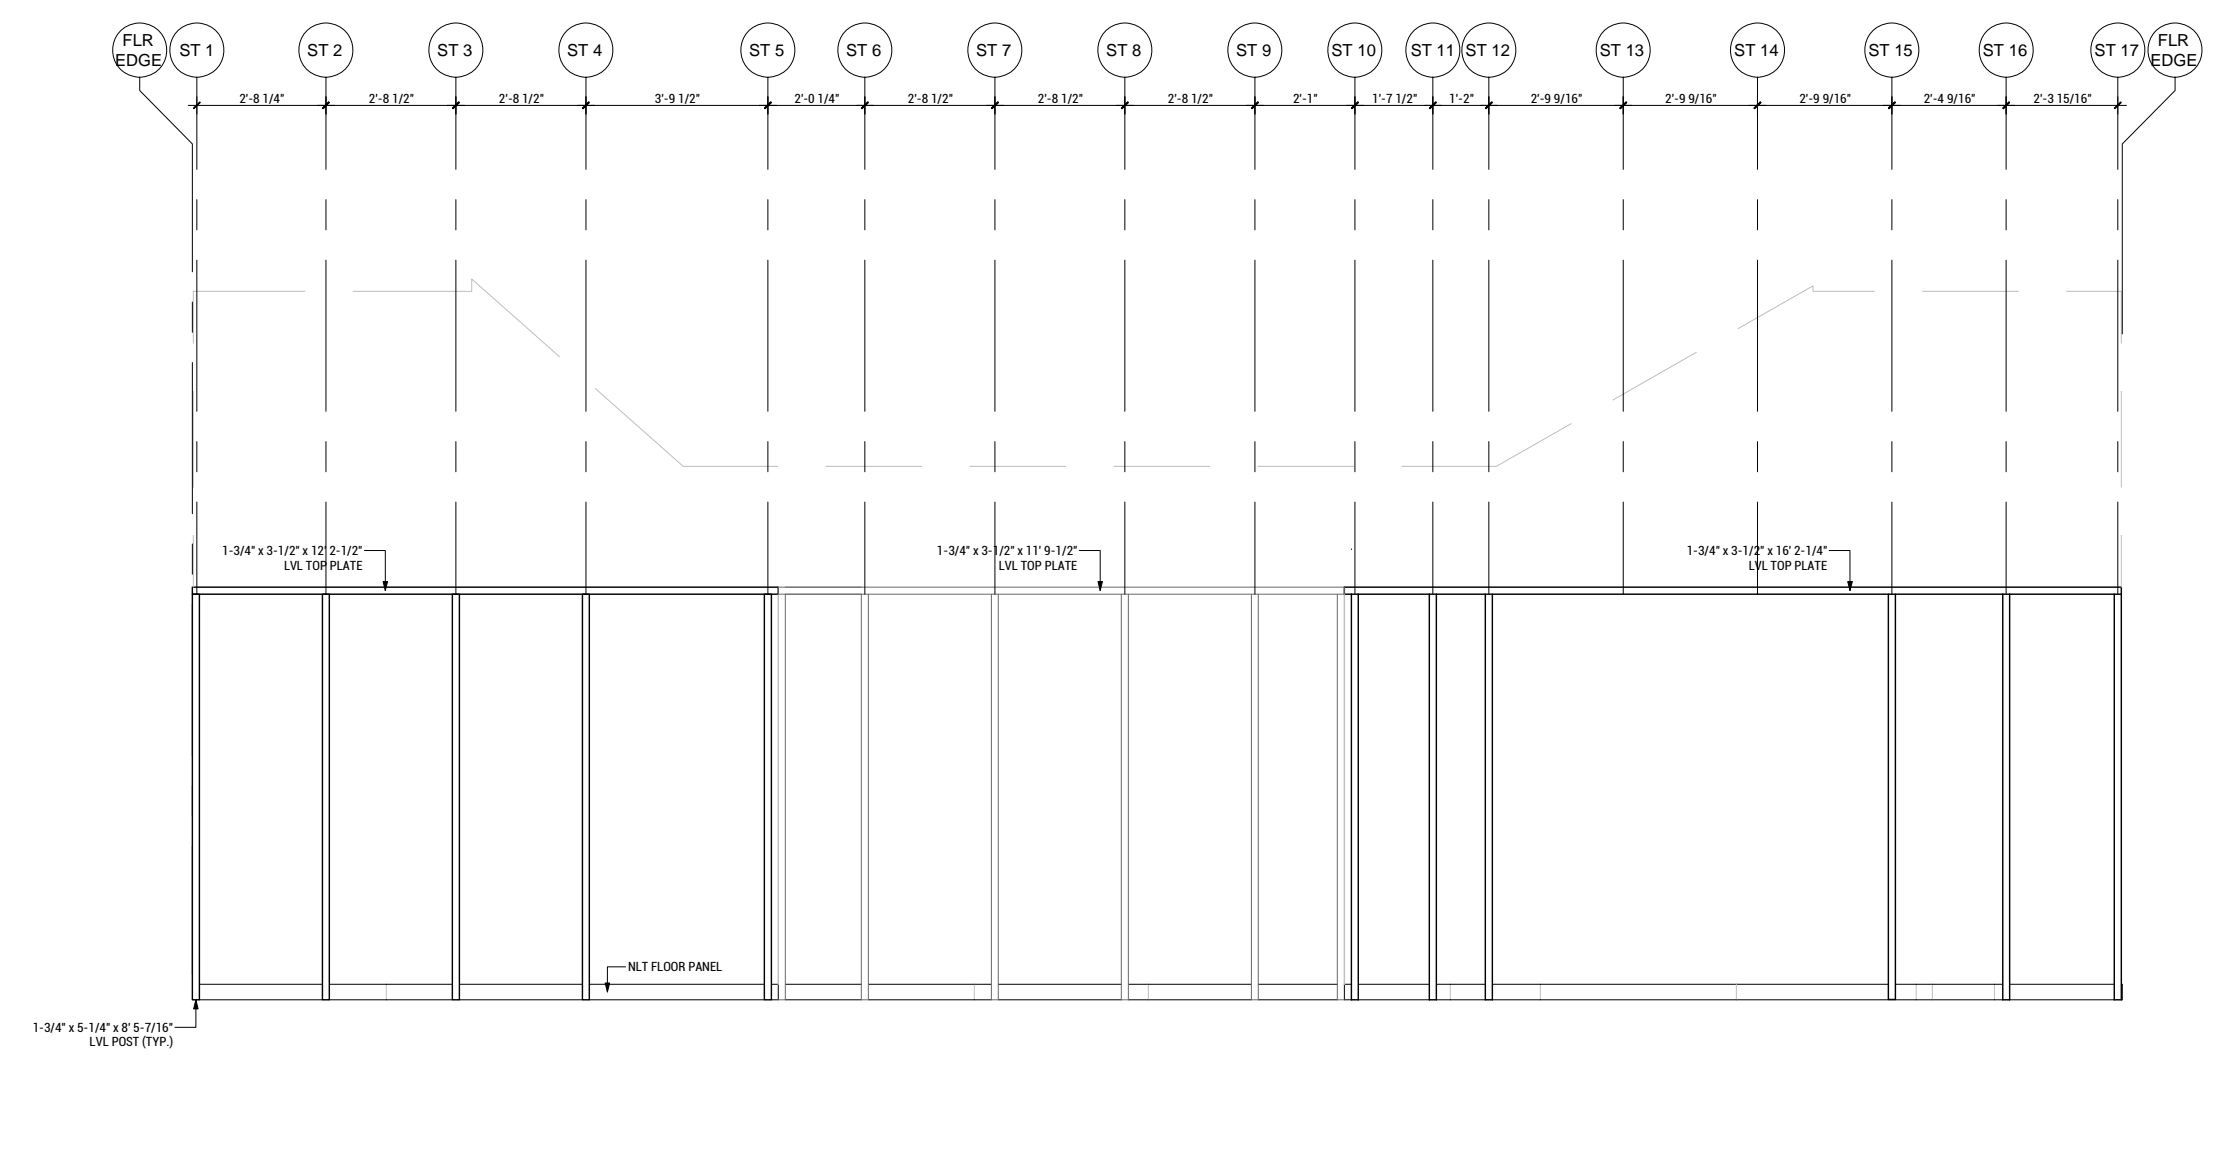 FLR
EDGE
ST 1
ST 2
ST 3
ST 4
ST 5
ST 6
ST 7
ST 8
ST 9
ST 10
ST 11
ST 12
ST 13
ST 14
ST 15
ST 16
ST 17
FLR
EDGE
2'-8 1/4"
2'-8 1/2"
2'-8 1/2"
3'-9 1/2"
2'-0 1/4"
2'-8 1/2"
2'-8 1/2"
2'-8 1/2"
2'-1"
1'-7 1/2"
1'-2"
2'-9 9/16"
2'-9 9/16"
2'-9 9/16"
2'-4 9/16"
2'-3 15/16"
1-3/4" x 3-1/2" x 12' 2-1/2"
LVL TOP PLATE
1-3/4" x 3-1/2" x 11' 9-1/2"
LVL TOP PLATE
1-3/4" x 3-1/2" x 16' 2-1/4"
LVL TOP PLATE
NLT FLOOR PANEL
1-3/4" x 5-1/4" x 8' 5-7/16"
LVL POST (TYP.)